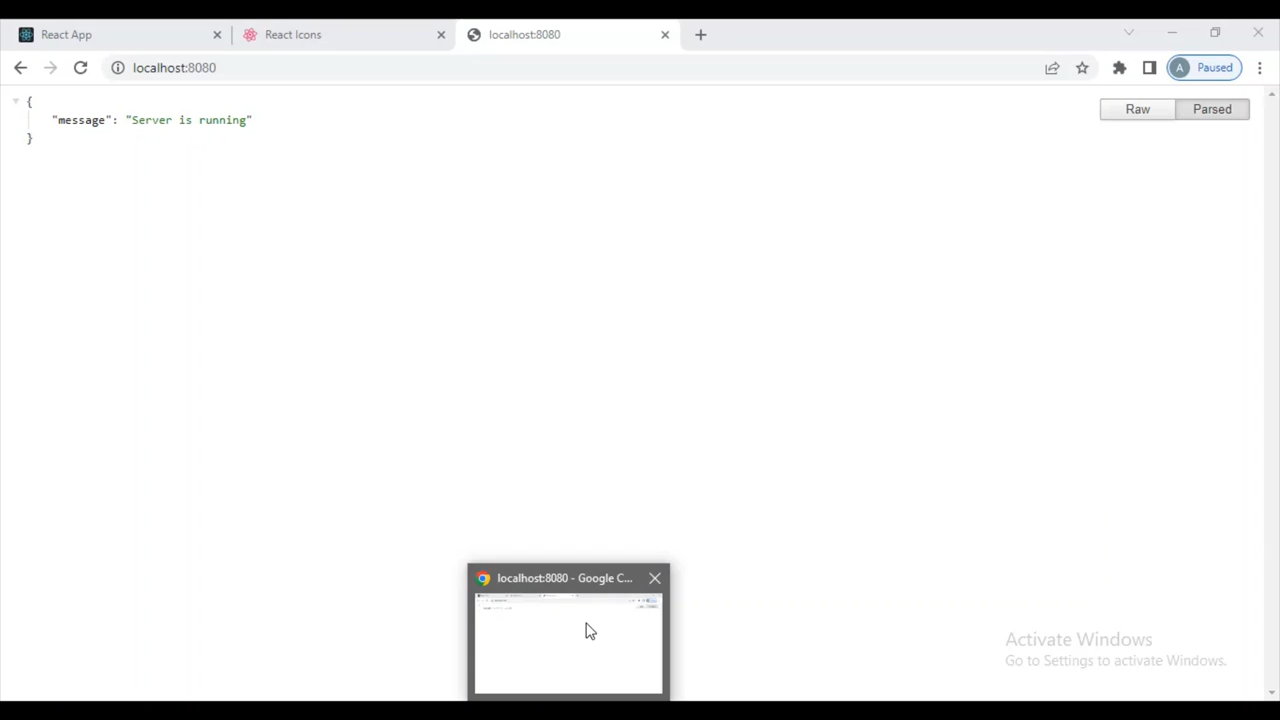 React App
React Icons
localhost:8080
localhost:8080
A
Paused
{
"message": "Server is running"
}
Raw
Parsed
localhost:8080 - Google C...
Activate Windows
Go to Settings to activate Windows.